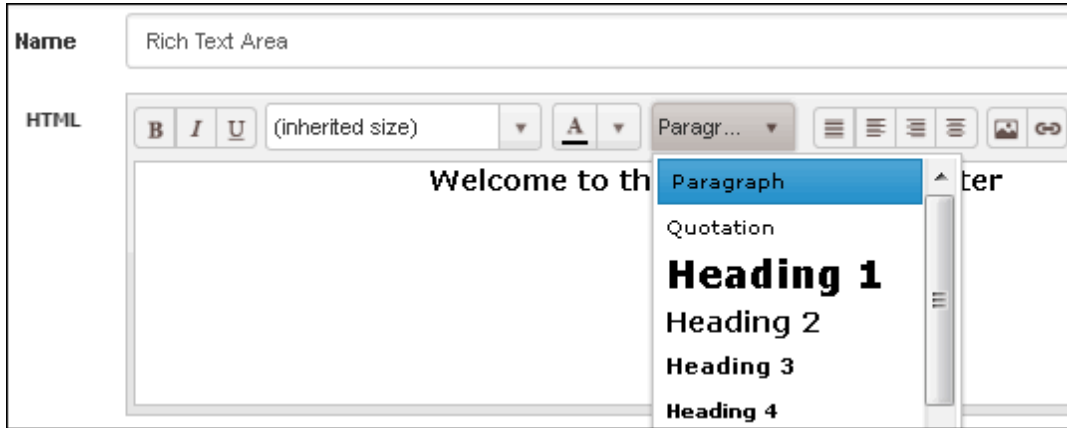 Name
Rich Text Area
HTML
B I U (inherited size) A Paragr...
Welcome to th ter
Paragraph
Quotation
Heading 1
Heading 2
Heading 3
Heading 4